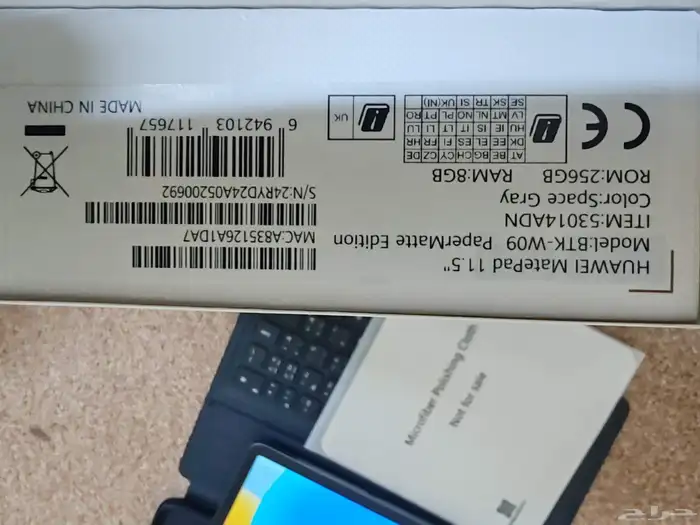 HUAWEI MatePad 11.5"
Model:BTK-W09 PaperMatte Edition
ITEM:53014ADN
Color:Space Gray
ROM:256GB RAM:8GB
MAC:A835126A1DA7
S/N:24RYD24A05200692
6 942103 117657
CE
AT BE BG CH CY CZ DE
DK EE EL ES FI FR HR
HU IE IS IT LI LT LU
LV MT NL NO PL PT RO
SE SK TR SI UK(NI)
UK
MADE IN CHINA
Microfiber Polishing Cloth
Not for sale
حراج